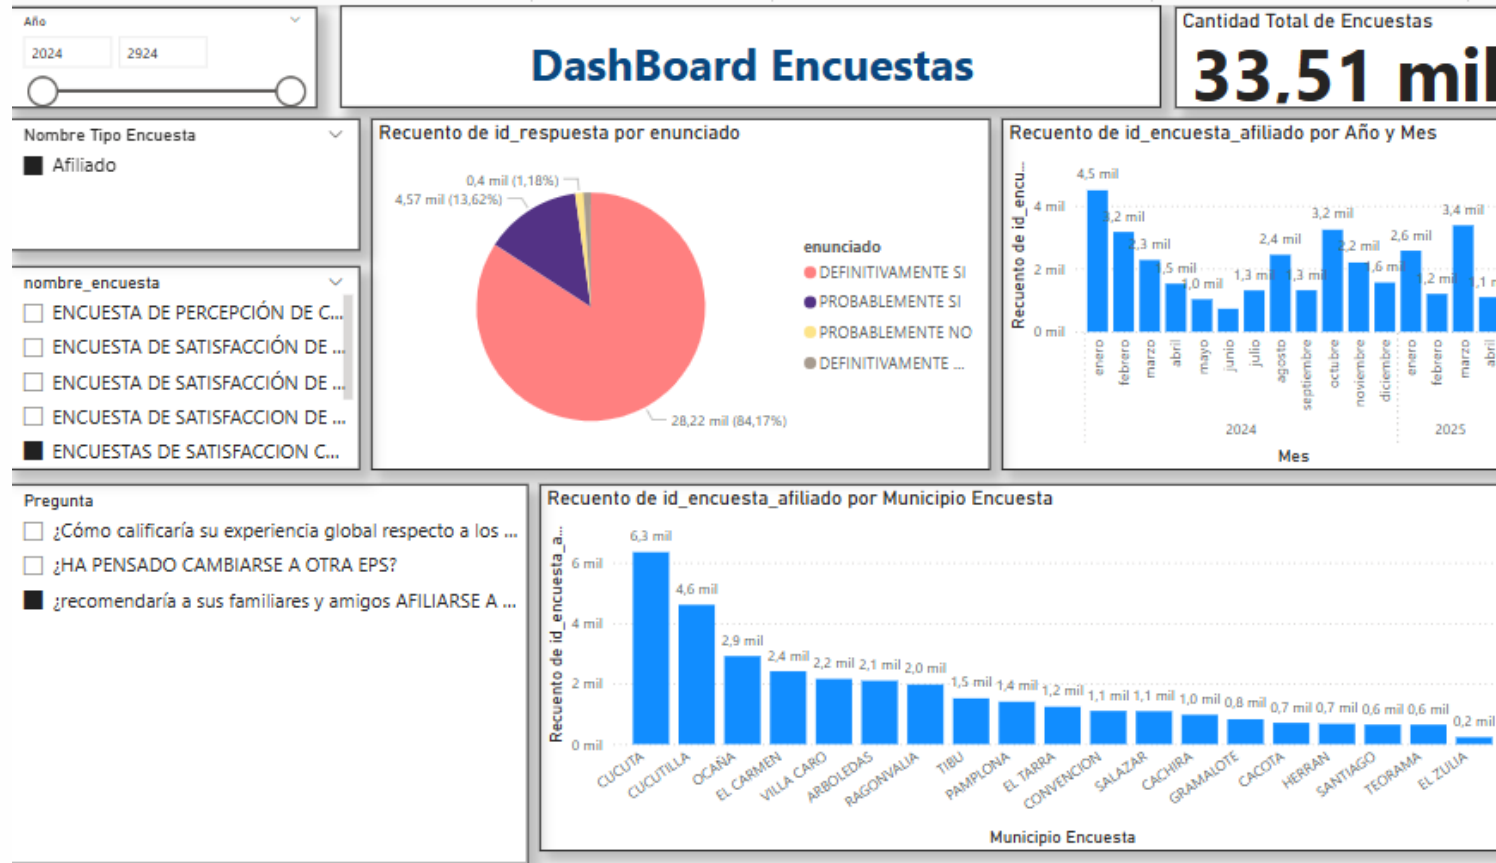 Año
2024
2924
DashBoard Encuestas
Cantidad Total de Encuestas
33,51 mil
Nombre Tipo Encuesta
Afiliado
nombre_encuesta
ENCUESTA DE PERCEPCIÓN DE C...
ENCUESTA DE SATISFACCIÓN DE ...
ENCUESTA DE SATISFACCIÓN DE ...
ENCUESTA DE SATISFACCION DE ...
ENCUESTAS DE SATISFACCION C...
Recuento de id_respuesta por enunciado
0,4 mil (1,18%)
4,57 mil (13,62%)
28,22 mil (84,17%)
enunciado
DEFINITIVAMENTE SI
PROBABLEMENTE SI
PROBABLEMENTE NO
DEFINITIVAMENTE ...
Recuento de id_encuesta_afiliado por Año y Mes
Recuento de id_encu...
4 mil
2 mil
0 mil
4,5 mil
3,2 mil
2,3 mil
1,5 mil
1,0 mil
1,3 mil
2,4 mil
1,3 mil
3,2 mil
2,2 mil
1,6 mil
2,6 mil
1,2 mil
3,4 mil
enero
febrero
marzo
abril
mayo
junio
julio
agosto
septiembre
octubre
noviembre
diciembre
enero
febrero
marzo
abril
2024
2025
Mes
Pregunta
¿Cómo calificaría su experiencia global respecto a los ...
¿HA PENSADO CAMBIARSE A OTRA EPS?
¿recomendaría a sus familiares y amigos AFILIARSE A ...
Recuento de id_encuesta_afiliado por Municipio Encuesta
Recuento de id_encuesta_a...
6 mil
4 mil
2 mil
0 mil
6,3 mil
4,6 mil
2,9 mil
2,4 mil
2,2 mil
2,1 mil
2,0 mil
1,5 mil
1,4 mil
1,2 mil
1,1 mil
1,1 mil
1,0 mil
0,8 mil
0,7 mil
0,7 mil
0,6 mil
0,6 mil
0,2 mil
CUCUTA
CUCUTILLA
OCAÑA
EL CARMEN
VILLA CARO
ARBOLEDAS
RAGONVALIA
TIBU
PAMPLONA
EL TARRA
CONVENCION
SALAZAR
CACHIRA
GRAMALOTE
CACOTA
HERRAN
SANTIAGO
TEORAMA
EL ZULIA
Municipio Encuesta